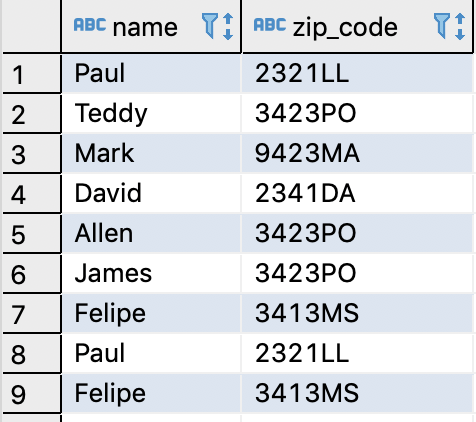 ABC name ABC zip_code
1 Paul 2321LL
2 Teddy 3423PO
3 Mark 9423MA
4 David 2341DA
5 Allen 3423PO
6 James 3423PO
7 Felipe 3413MS
8 Paul 2321LL
9 Felipe 3413MS